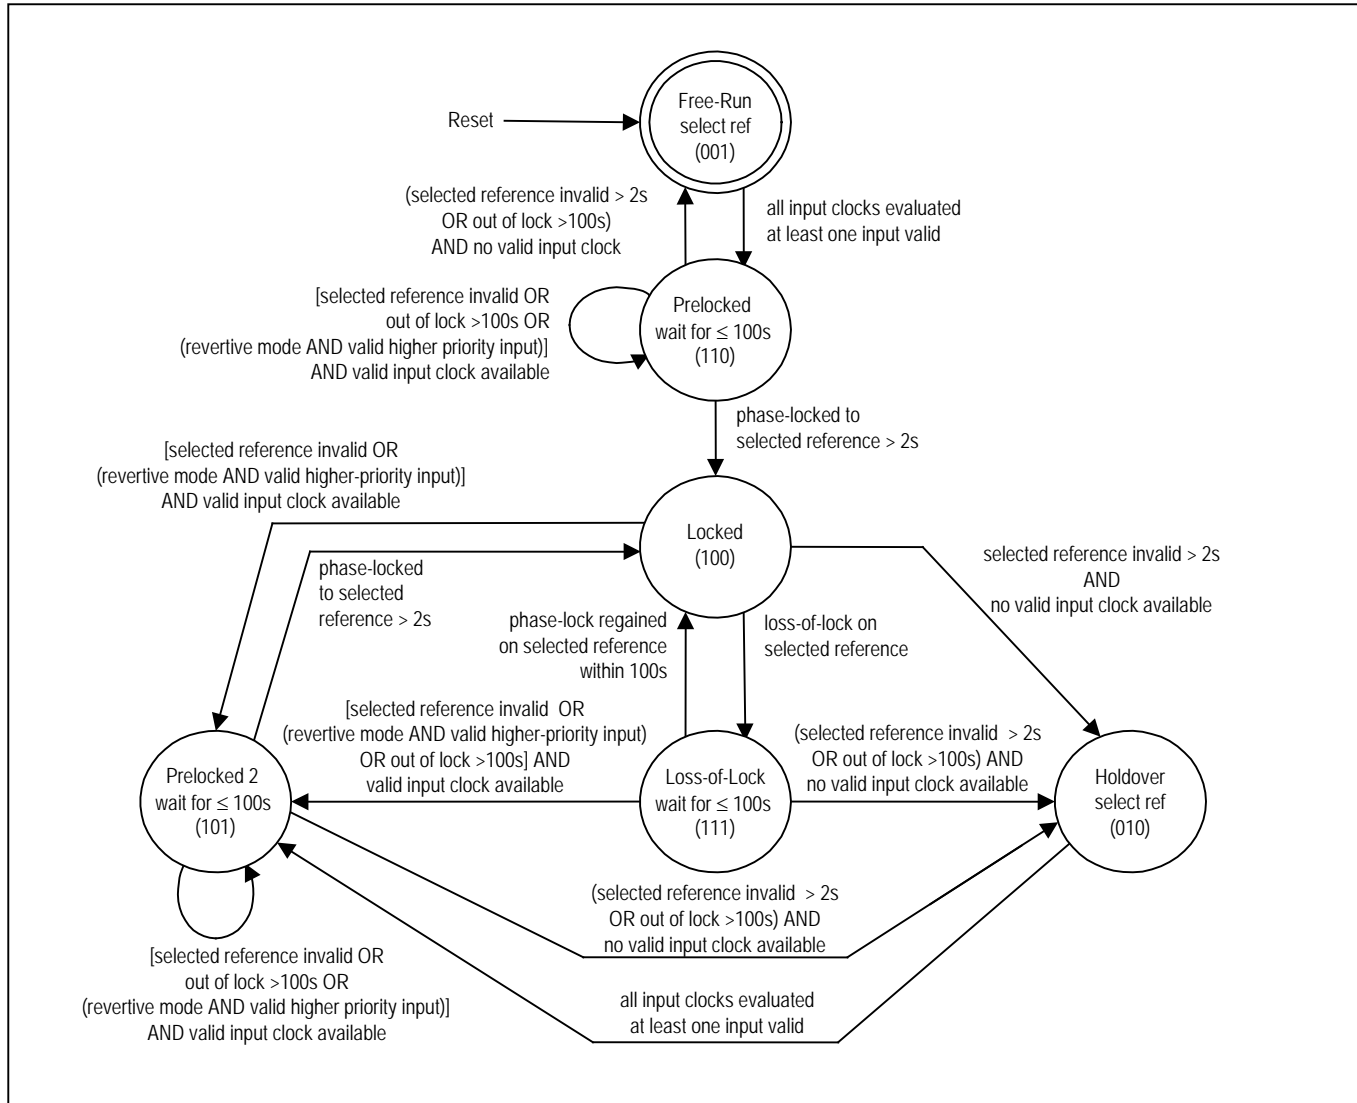 Free-Run
select ref
(001)
Reset
(selected reference invalid > 2s
OR out of lock >100s)
AND no valid input clock
all input clocks evaluated
at least one input valid
[selected reference invalid OR
out of lock >100s OR
(revertive mode AND valid higher priority input)]
AND valid input clock available
Prelocked
wait for ≤ 100s
(110)
phase-locked to
selected reference > 2s
[selected reference invalid OR
(revertive mode AND valid higher-priority input)]
AND valid input clock available
Locked
(100)
phase-locked
to selected
reference > 2s
selected reference invalid > 2s
AND
no valid input clock available
phase-lock regained
on selected reference
within 100s
loss-of-lock on
selected reference
[selected reference invalid  OR
(revertive mode AND valid higher-priority input)
OR out of lock >100s] AND
valid input clock available
(selected reference invalid  > 2s
OR out of lock >100s) AND
no valid input clock available
Prelocked 2
wait for ≤ 100s
(101)
Loss-of-Lock
wait for ≤ 100s
(111)
Holdover
select ref
(010)
(selected reference invalid  > 2s
OR out of lock >100s) AND
no valid input clock available
[selected reference invalid OR
out of lock >100s OR
(revertive mode AND valid higher priority input)]
AND valid input clock available
all input clocks evaluated
at least one input valid